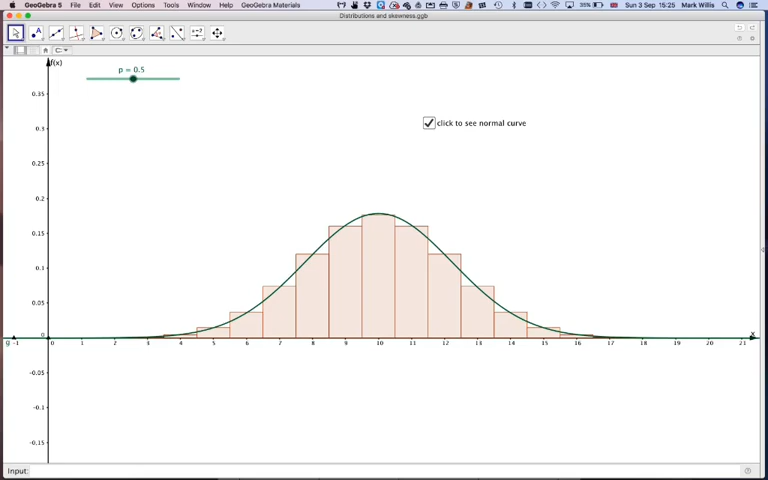 GeoGebra 5 File Edit View Options Tools Window Help GeoGebra Materials 35% Sun 3 Sep 15:25 Mark Willis
Distributions and skewness.ggb
A a=2
f(x)
p = 0.5
0.35
click to see normal curve
0.3
0.25
0.2
0.15
0.1
0.05
0
-1 0 1 2 3 4 5 6 7 8 9 10 11 12 13 14 15 16 17 18 19 20 21 x
-0.05
-0.1
-0.15
Input: